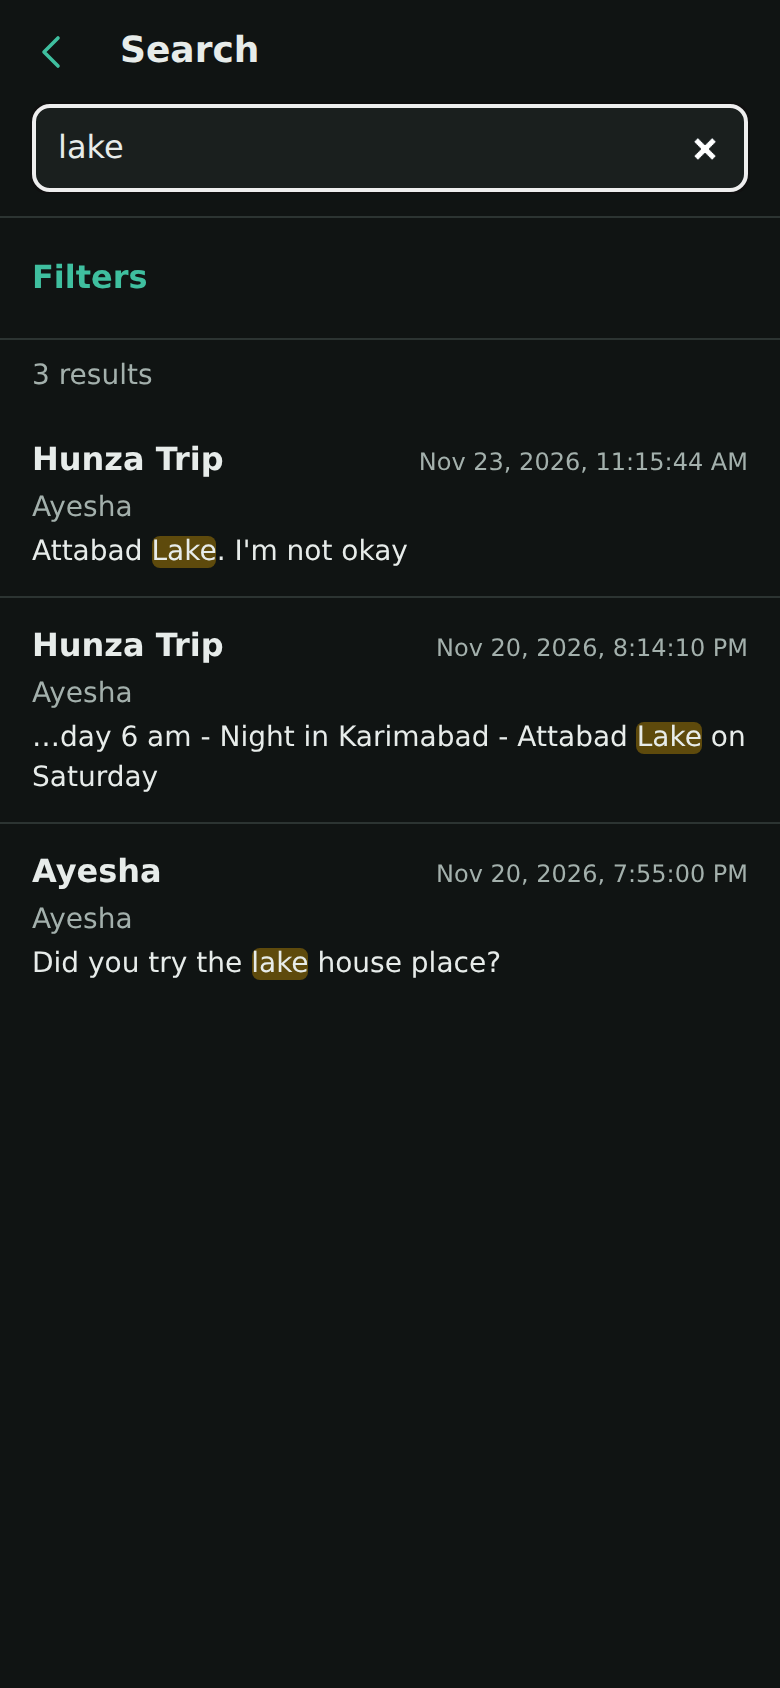 Search
lake
Filters
3 results
Hunza Trip Nov 23, 2026, 11:15:44 AM
Ayesha
Attabad Lake. I'm not okay
Hunza Trip Nov 20, 2026, 8:14:10 PM
Ayesha
…day 6 am - Night in Karimabad - Attabad Lake on
Saturday
Ayesha Nov 20, 2026, 7:55:00 PM
Ayesha
Did you try the lake house place?